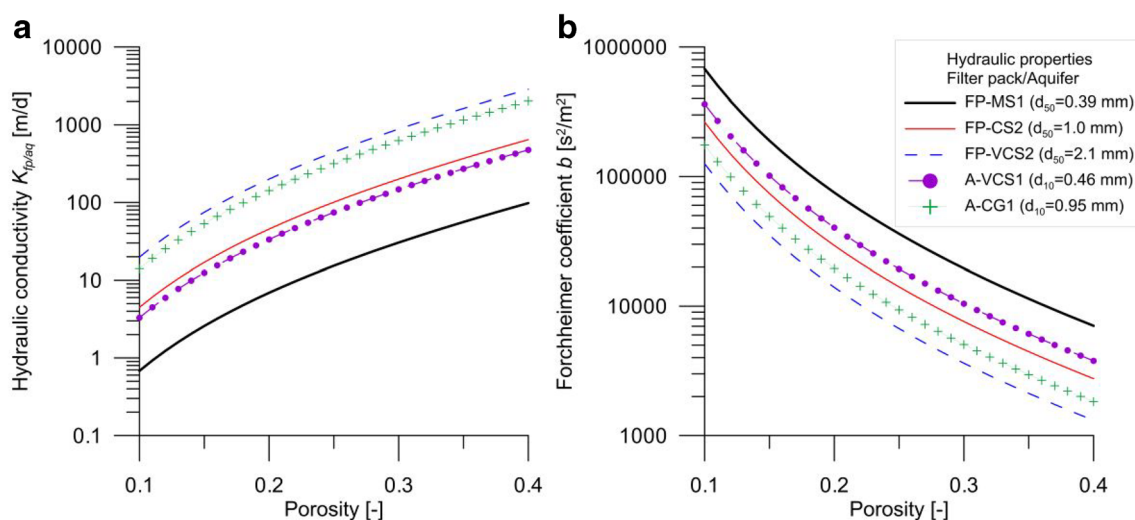 a
10000
1000
100
10
1
0.1
Hydraulic conductivity K fp/aq [m/d]
0.1
0.2
0.3
0.4
Porosity [-]
b
1000000
100000
10000
1000
Forchheimer coefficient b [s²/m²]
0.1
0.2
0.3
0.4
Porosity [-]
Hydraulic properties
Filter pack/Aquifer
FP-MS1 (d₅₀=0.39 mm)
FP-CS2 (d₅₀=1.0 mm)
FP-VCS2 (d₅₀=2.1 mm)
A-VCS1 (d₁₀=0.46 mm)
A-CG1 (d₁₀=0.95 mm)